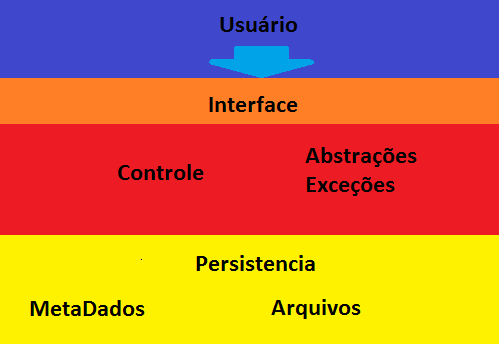 Usuário
Interface
Controle
Abstrações
Exceções
Persistencia
MetaDados
Arquivos